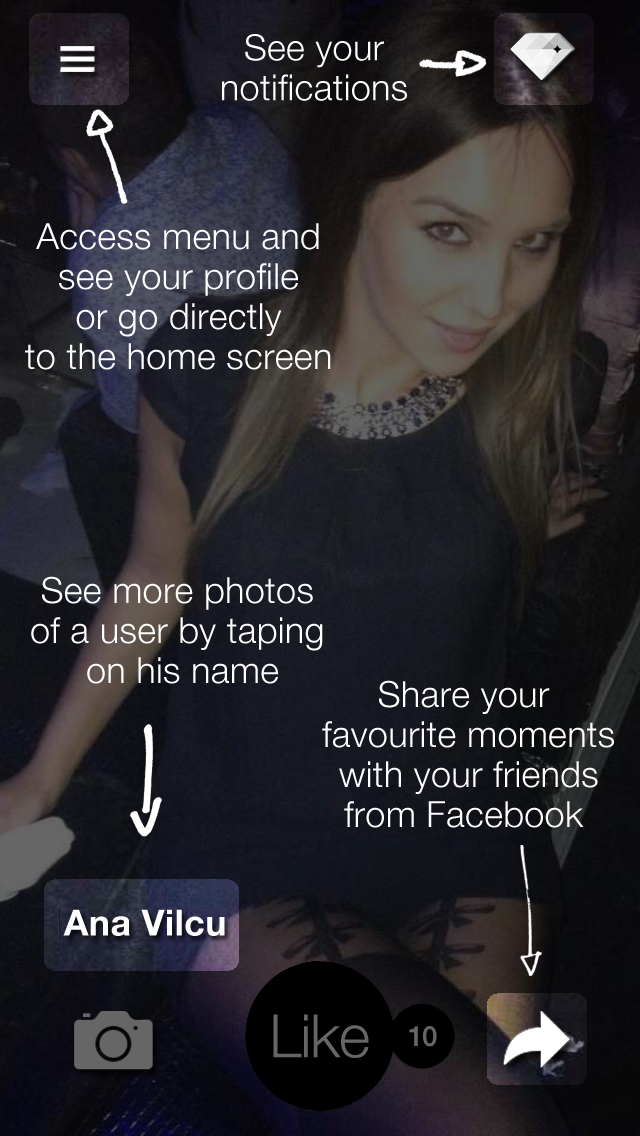 See your
notifications
Access menu and
see your profile
or go directly
to the home screen
See more photos
of a user by taping
on his name
Share your
favourite moments
with your friends
from Facebook
Ana Vilcu
Like
10